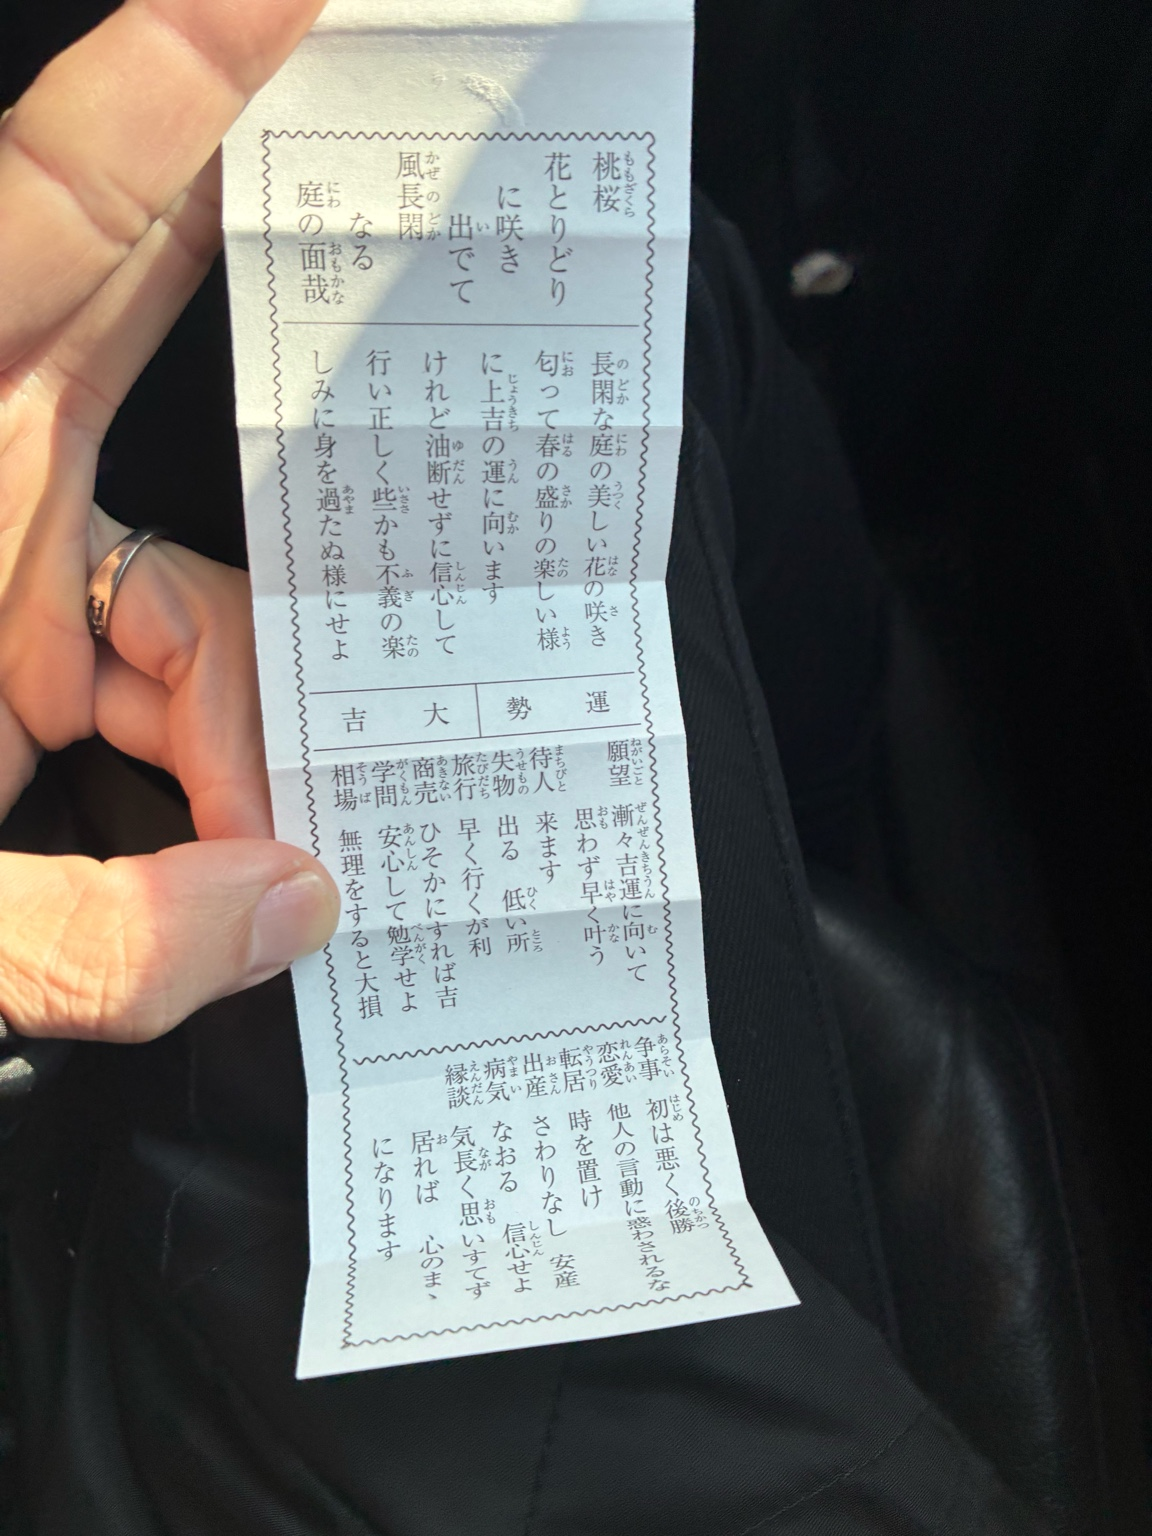 桃桜
花とりどり
に咲き
出でて
風長閑
なる
庭の面哉
長閑な庭の美しい花の咲き
匂って春の盛りの楽しい様
に上吉の運に向います
けれど油断せずに信心して
行い正しく些かも不義の楽
しみに身を過たぬ様にせよ
運勢 大吉
願望 漸々吉運に向いて
思わず早く叶う
待人 来ます
失物 出る 低い所
旅行 早く行くが利
商売 ひそかにすれば吉
学問 安心して勉学せよ
相場 無理をすると大損
争事 初は悪く後勝
恋愛 他人の言動に惑わされるな
転居 時を置け
出産 さわりなし 安産
病気 なおる 信心せよ
縁談 気長く思いすてず
居れば 心のまゝ
になります